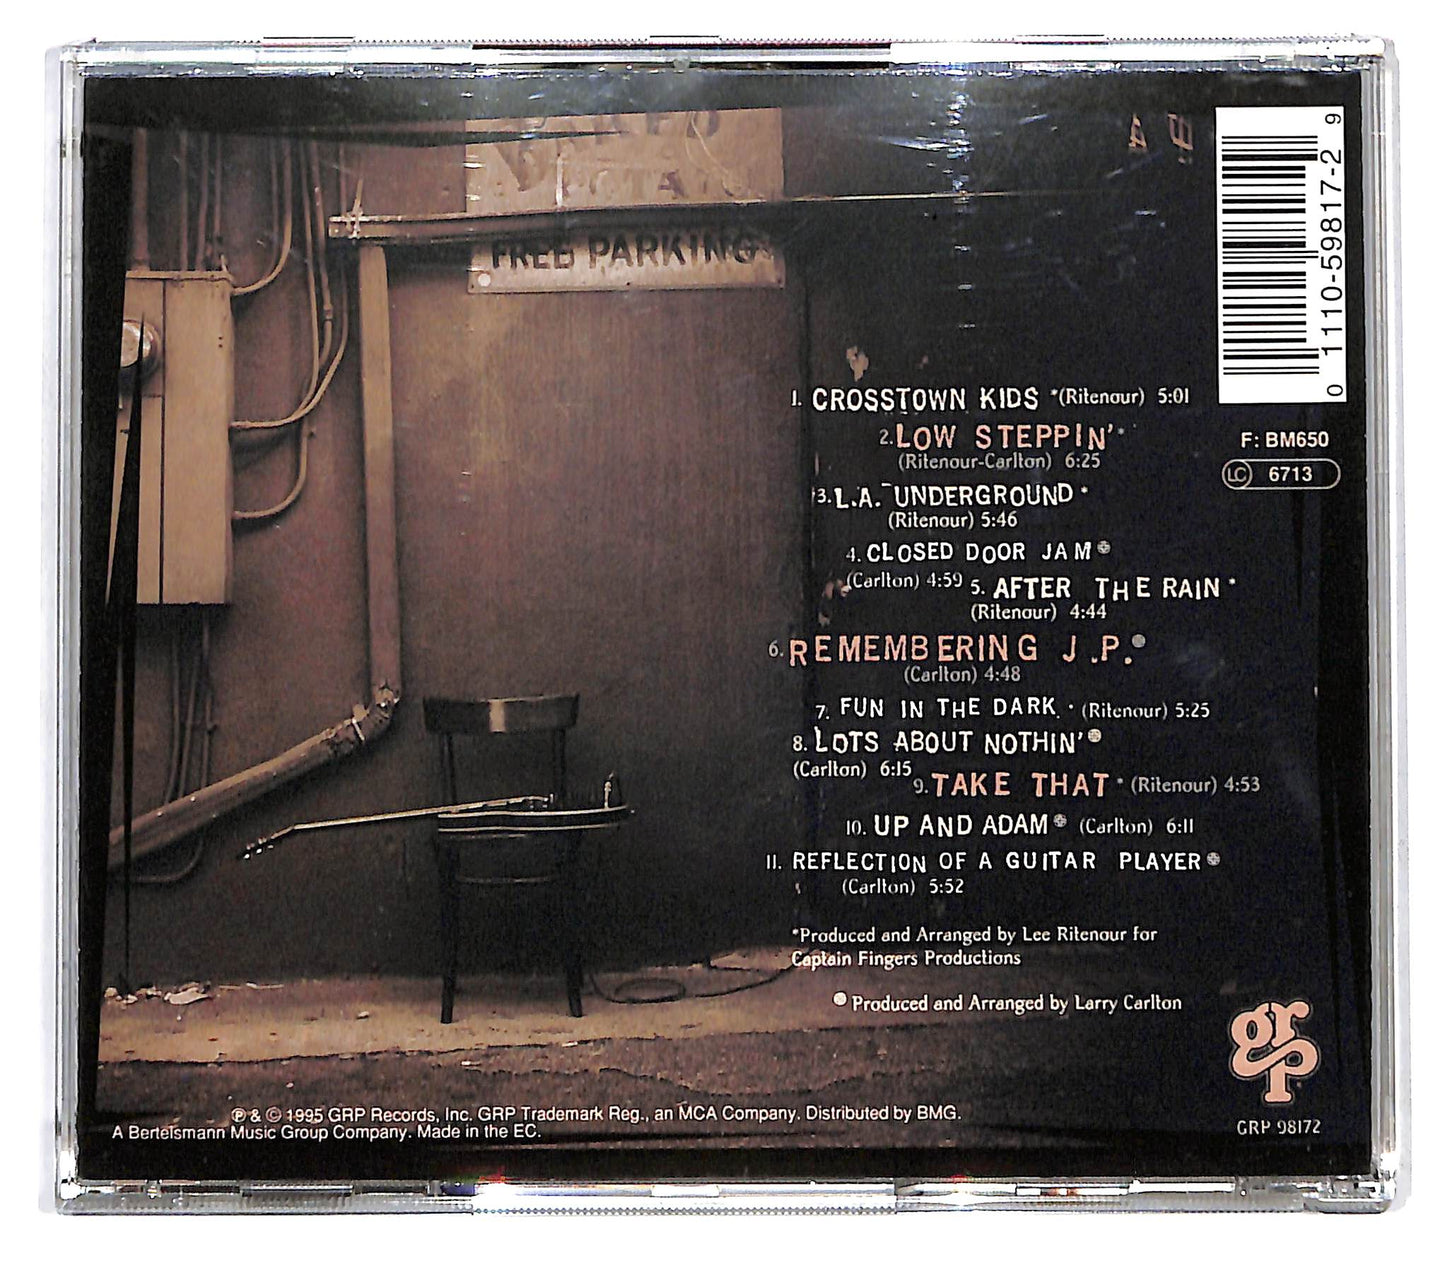 FREE PARKING
0 1110-59817-2 9
F: BM650
LC 6713
1. CROSSTOWN KIDS *(Ritenour) 5:01
2. LOW STEPPIN'*
(Ritenour-Carlton) 6:25
3. L.A. UNDERGROUND *
(Ritenour) 5:46
4. CLOSED DOOR JAM
(Carlton) 4:59
5. AFTER THE RAIN *
(Ritenour) 4:44
6. REMEMBERING J.P.
(Carlton) 4:48
7. FUN IN THE DARK * (Ritenour) 5:25
8. LOTS ABOUT NOTHIN'
(Carlton) 6:15
9. TAKE THAT * (Ritenour) 4:53
10. UP AND ADAM (Carlton) 6:11
11. REFLECTION OF A GUITAR PLAYER
(Carlton) 5:52
*Produced and Arranged by Lee Ritenour for
Captain Fingers Productions
Produced and Arranged by Larry Carlton
grp
GRP 98172
℗ & © 1995 GRP Records, Inc. GRP Trademark Reg., an MCA Company. Distributed by BMG.
A Bertelsmann Music Group Company. Made in the EC.